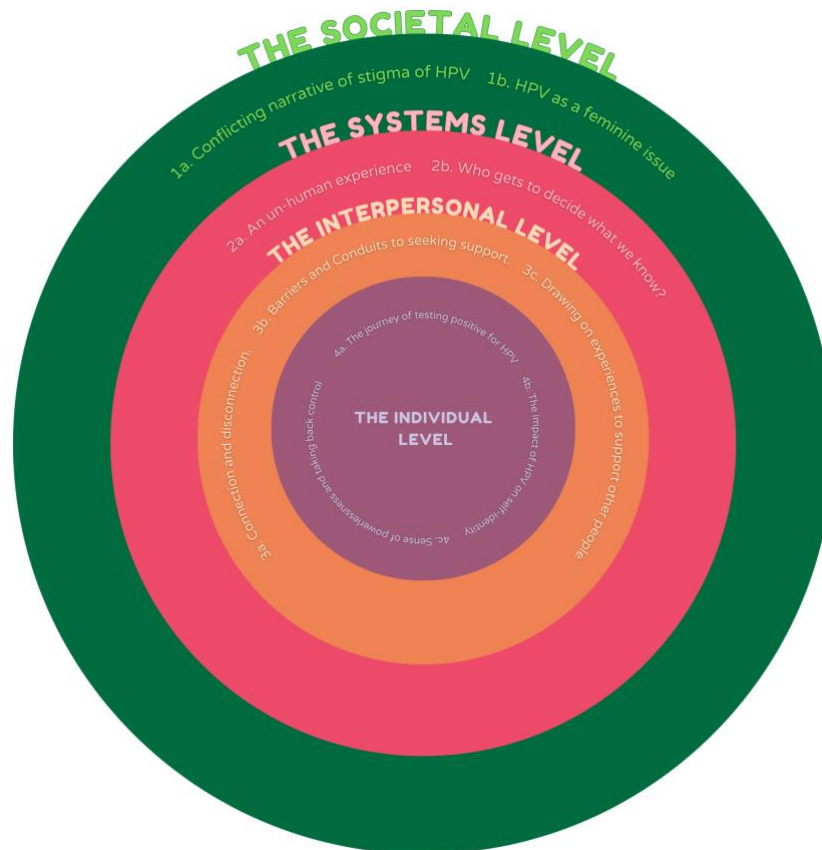 THE SOCIETAL LEVEL
1a. Conflicting narrative of stigma of HPV
1b. HPV as a feminine issue
THE SYSTEMS LEVEL
2a. An un-human experience
2b. Who gets to decide what we know?
THE INTERPERSONAL LEVEL
3a. Connection and disconnection.
3b. Barriers and Conduits to seeking support.
3c. Drawing on experiences to support other people
4a. The journey of testing positive for HPV
4b. The impact of HPV on self-identity
4c. Sense of powerlessness and taking back control
THE INDIVIDUAL
LEVEL